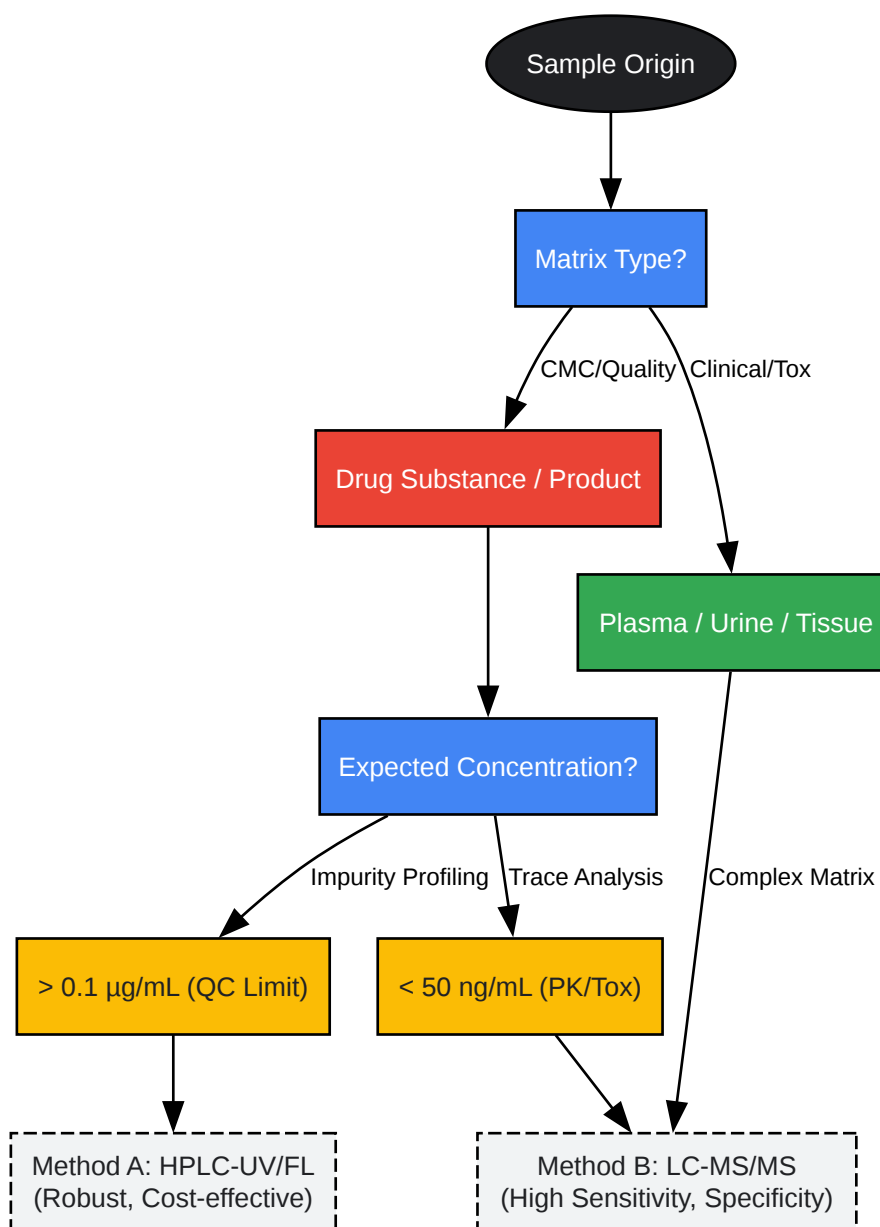 Sample Origin
Matrix Type?
CMC/Quality
Clinical/Tox
Drug Substance / Product
Plasma / Urine / Tissue
Expected Concentration?
Impurity Profiling
Trace Analysis
Complex Matrix
> 0.1 µg/mL (QC Limit)
< 50 ng/mL (PK/Tox)
Method A: HPLC-UV/FL
(Robust, Cost-effective)
Method B: LC-MS/MS
(High Sensitivity, Specificity)